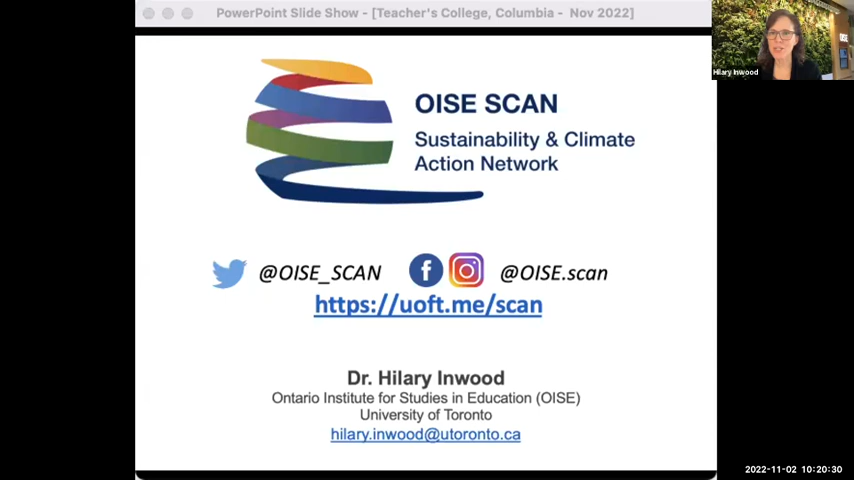 PowerPoint Slide Show - [Teacher's College, Columbia - Nov 2022]
Hilary Inwood
OISE SCAN
Sustainability & Climate
Action Network
@OISE_SCAN
@OISE.scan
https://uoft.me/scan
Dr. Hilary Inwood
Ontario Institute for Studies in Education (OISE)
University of Toronto
hilary.inwood@utoronto.ca
2022-11-02 10:20:30